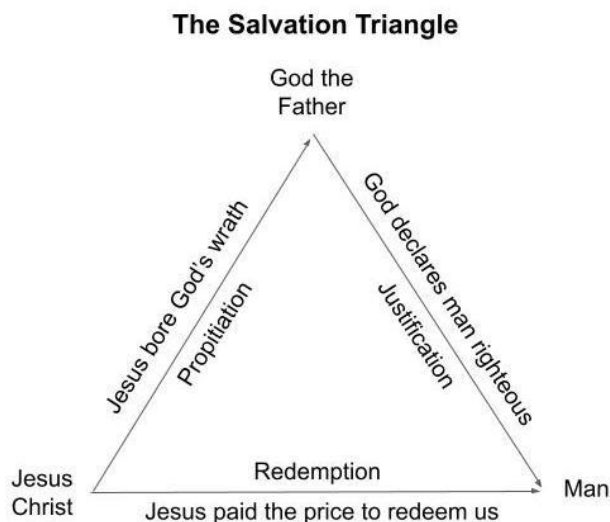 The Salvation Triangle
God the
Father
Jesus bore God's wrath
Propitiation
God declares man righteous
Justification
Jesus
Christ
Redemption
Jesus paid the price to redeem us
Man